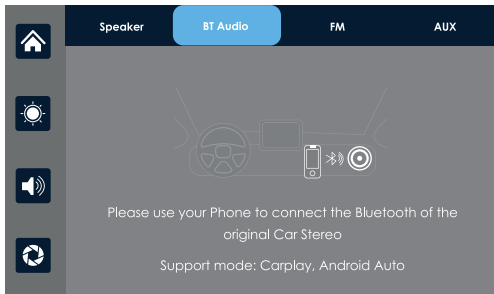 Speaker
BT Audio
FM
AUX
Please use your Phone to connect the Bluetooth of the
original Car Stereo
Support mode: Carplay, Android Auto